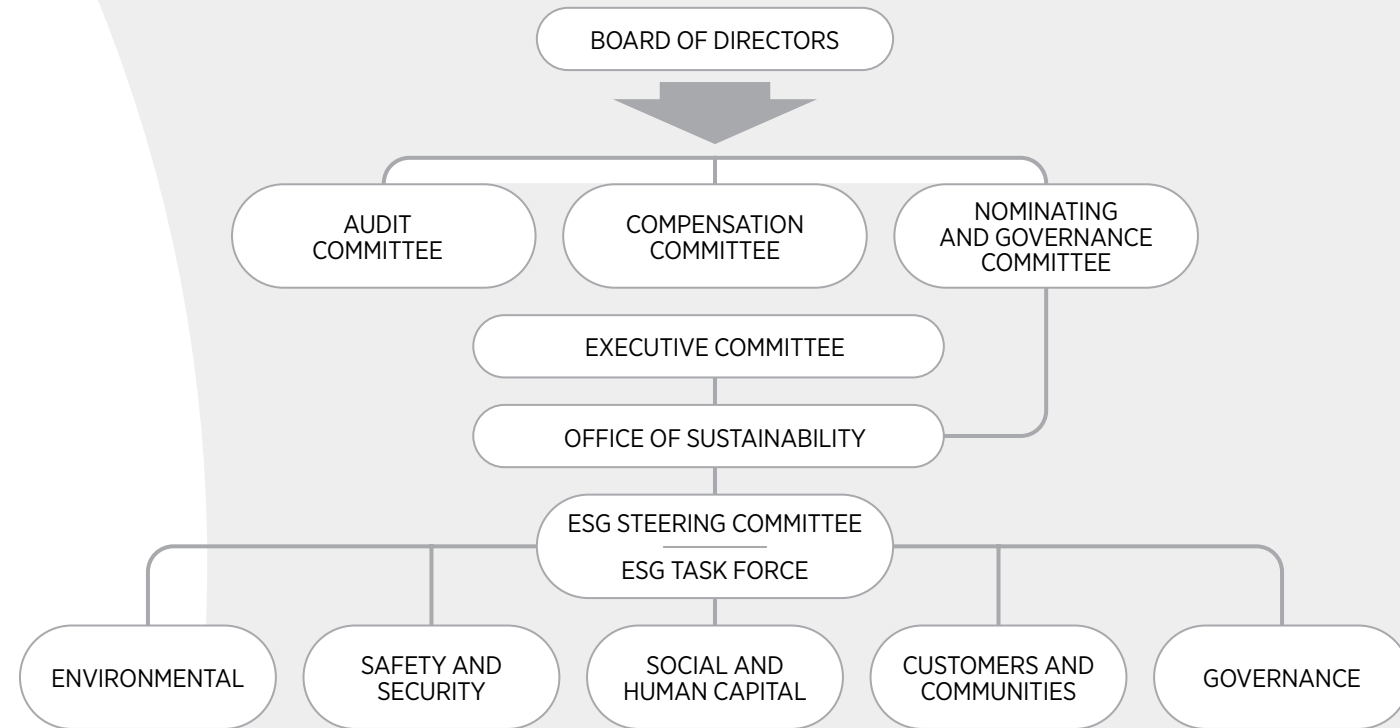 BOARD OF DIRECTORS
AUDIT
COMMITTEE
COMPENSATION
COMMITTEE
NOMINATING
AND GOVERNANCE
COMMITTEE
EXECUTIVE COMMITTEE
OFFICE OF SUSTAINABILITY
ESG STEERING COMMITTEE
ESG TASK FORCE
ENVIRONMENTAL
SAFETY AND
SECURITY
SOCIAL AND
HUMAN CAPITAL
CUSTOMERS AND
COMMUNITIES
GOVERNANCE